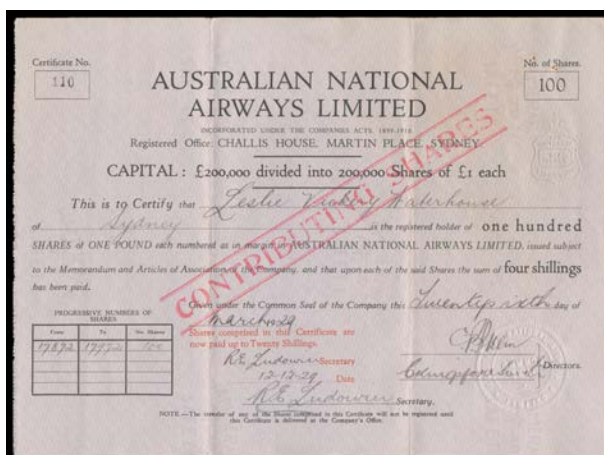 Certificate No.
110
No. of Shares.
100
AUSTRALIAN NATIONAL
AIRWAYS LIMITED
INCORPORATED UNDER THE COMPANIES ACTS, 1899-1918
Registered Office: CHALLIS HOUSE, MARTIN PLACE, SYDNEY
CAPITAL: £200,000 divided into 200,000 Shares of £1 each
CONTRIBUTING SHARES
This is to Certify that Leslie Vickery Waterhouse
of Sydney is the registered holder of one hundred
SHARES of ONE POUND each numbered as in margin in AUSTRALIAN NATIONAL AIRWAYS LIMITED, issued subject
to the Memorandum and Articles of Association of the Company, and that upon each of the said Shares the sum of four shillings
has been paid.
Given under the Common Seal of the Company this Twenty sixth day of
March 1929
PROGRESSIVE NUMBERS OF
SHARES
From To No. Shares
100
Shares comprised in this Certificate are
now paid up to Twenty Shillings.
R.E. Ludowici Secretary
12-12-29 Date
Directors.
R.E. Ludowici Secretary.
NOTE.—The transfer of any of the Shares comprised in this Certificate will not be registered until
this Certificate is delivered at the Company's Office.